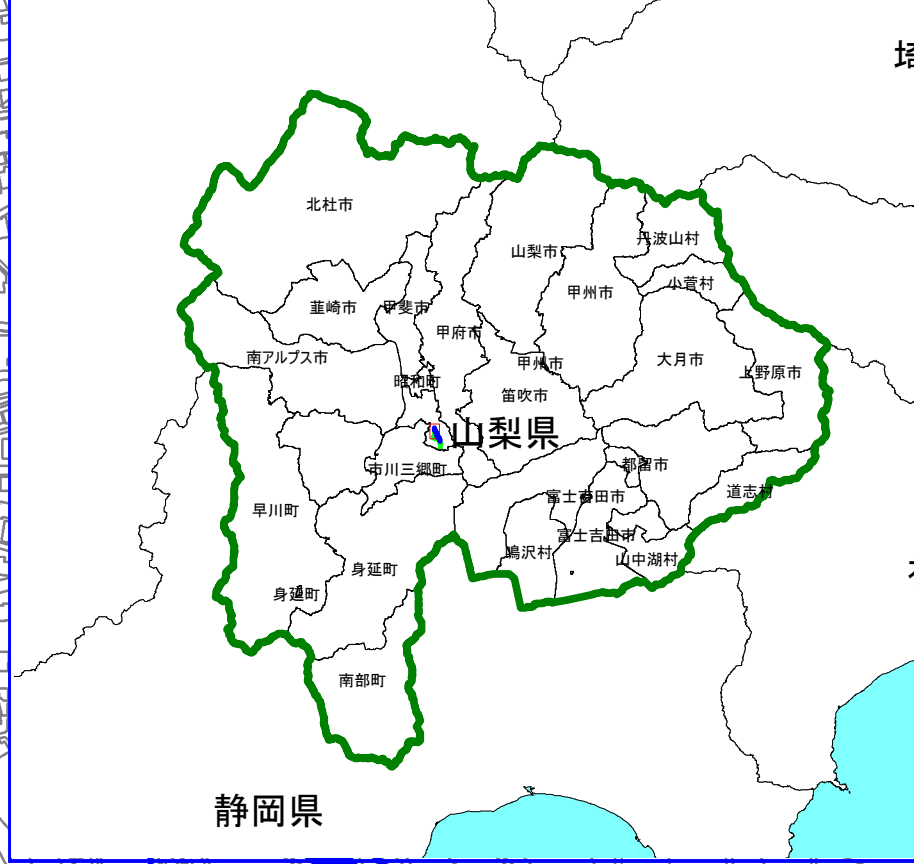 埼
北杜市
丹波山村
山梨市
小菅村
甲州市
韮崎市
甲斐市
甲府市
南アルプス市
甲州市
大月市
上野原市
昭和町
笛吹市
山梨県
市川三郷町
都留市
道志村
富士吉田市
早川町
富士吉田市
鳴沢村
山中湖村
身延町
身延町
南部町
静岡県